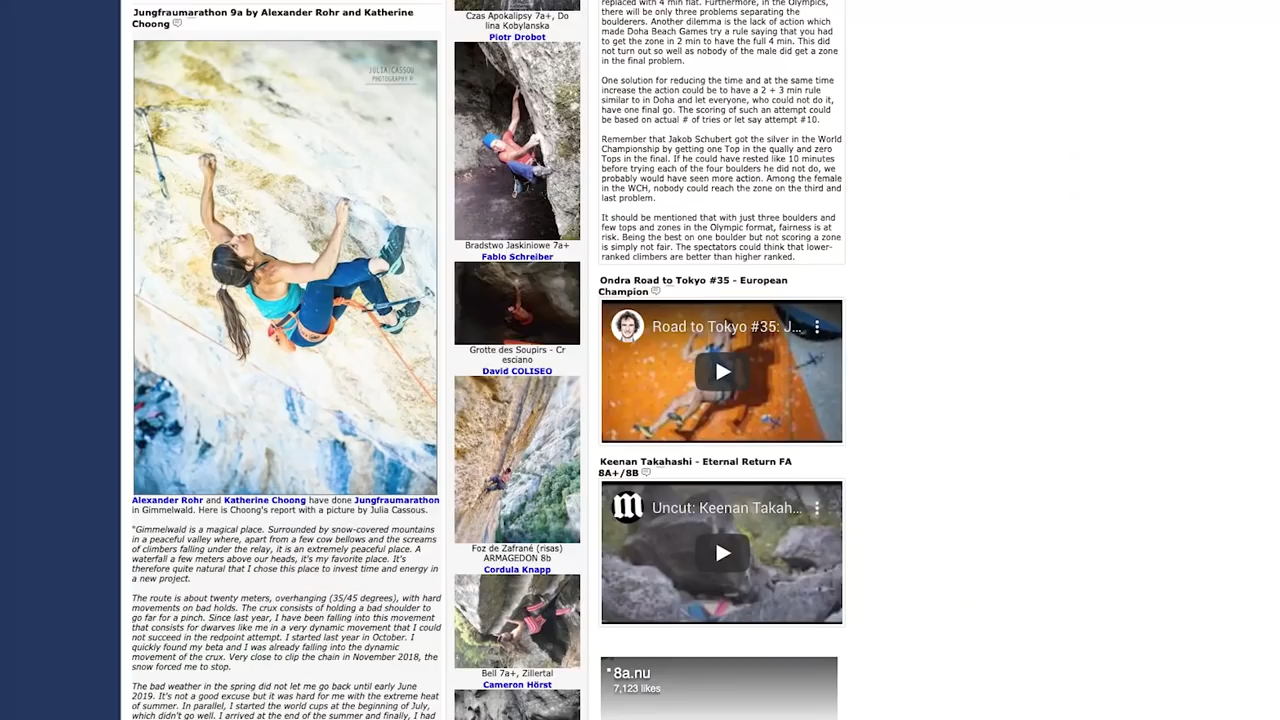 Jungfraumarathon 9a by Alexander Rohr and Katherine
Choong
JULIA CASSOU
PHOTOGRAPHY
Alexander Rohr and Katherine Choong have done Jungfraumarathon
in Gimmelwald. Here is Choong's report with a picture by Julia Cassous.
"Gimmelwald is a magical place. Surrounded by snow-covered mountains
in a peaceful valley where, apart from a few cow bellows and the screams
of climbers falling under the relay, it is an extremely peaceful place. A
waterfall a few meters above our heads, it's my favorite place. It's
therefore quite natural that I chose this place to invest time and energy in
a new project.
The route is about twenty meters, overhanging (35/45 degrees), with hard
movements on bad holds. The crux consists of holding a bad shoulder to
go far for a pinch. Since last year, I have been falling into this movement
that consists for dwarves like me in a very dynamic movement that I could
not succeed in the redpoint attempt. I started last year in October. I
quickly found my beta and I was already falling into the dynamic
movement of the crux. Very close to clip the chain in November 2018, the
snow forced me to stop.
The bad weather in the spring did not let me go back until early June
2019. It's not a good excuse but it was hard for me with the extreme heat
of summer. In parallel, I started the world cups at the beginning of July,
which didn't go well. I arrived at the end of the summer and finally, I had
Czas Apokalipsy 7a+, Do
lina Kobylanska
Piotr Drobot
Bradstwo Jaskiniowe 7a+
Fabio Schreiber
Grotte des Soupirs - Cr
esciano
David COLISEO
Foz de Zafrané (risas)
ARMAGEDON 8b
Cordula Knapp
Bell 7a+, Zillertal
Cameron Hörst
replaced with 4 min flat. Furthermore, in the Olympics,
there will be only three problems separating the
boulderers. Another dilemma is the lack of action which
made Doha Beach Games try a rule saying that you had
to get the zone in 2 min to have the full 4 min. This did
not turn out so well as nobody of the male did get a zone
in the final problem.
One solution for reducing the time and at the same time
increase the action could be to have a 2 + 3 min rule
similar to in Doha and let everyone, who could not do it,
have one final go. The scoring of such an attempt could
be based on actual # of tries or let say attempt #10.
Remember that Jakob Schubert got the silver in the World
Championship by getting one Top in the qually and zero
Tops in the final. If he could have rested like 10 minutes
before trying each of the four boulders he did not do, we
probably would have seen more action. Among the female
in the WCH, nobody could reach the zone on the third and
last problem.
It should be mentioned that with just three boulders and
few tops and zones in the Olympic format, fairness is at
risk. Being the best on one boulder but not scoring a zone
is simply not fair. The spectators could think that lower-
ranked climbers are better than higher ranked.
Ondra Road to Tokyo #35 - European
Champion
Road to Tokyo #35: J...
Keenan Takahashi - Eternal Return FA
8A+/8B
Uncut: Keenan Takah...
8a.nu
7,123 likes